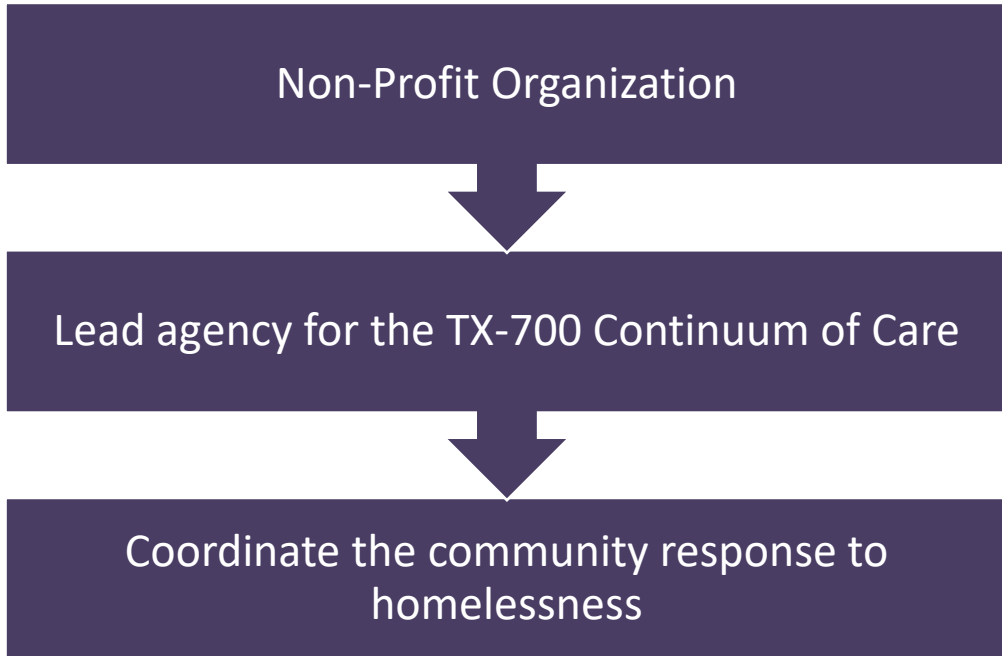 Non-Profit Organization
Lead agency for the TX-700 Continuum of Care
Coordinate the community response to
homelessness